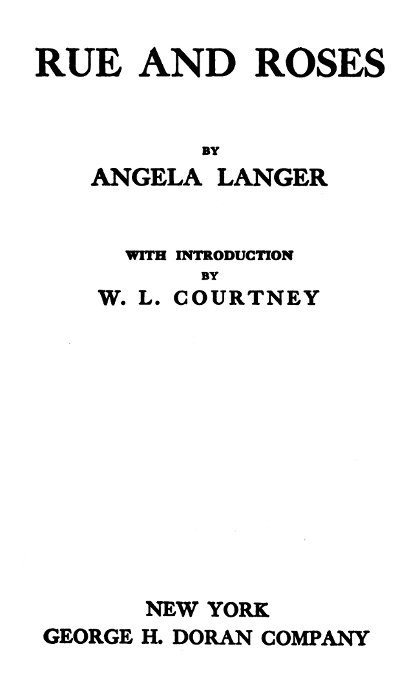 RUE AND ROSES
BY
ANGELA LANGER
WITH INTRODUCTION
BY
W. L. COURTNEY
NEW YORK
GEORGE H. DORAN COMPANY